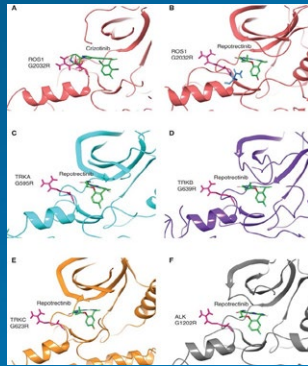 A
Crizotinib
ROS1
G2032R
B
Repotrectinib
ROS1
G2032R
C
Repotrectinib
TRKA
G595R
D
Repotrectinib
TRKB
G639R
E
Repotrectinib
TRKC
G623R
F
Repotrectinib
ALK
G1202R